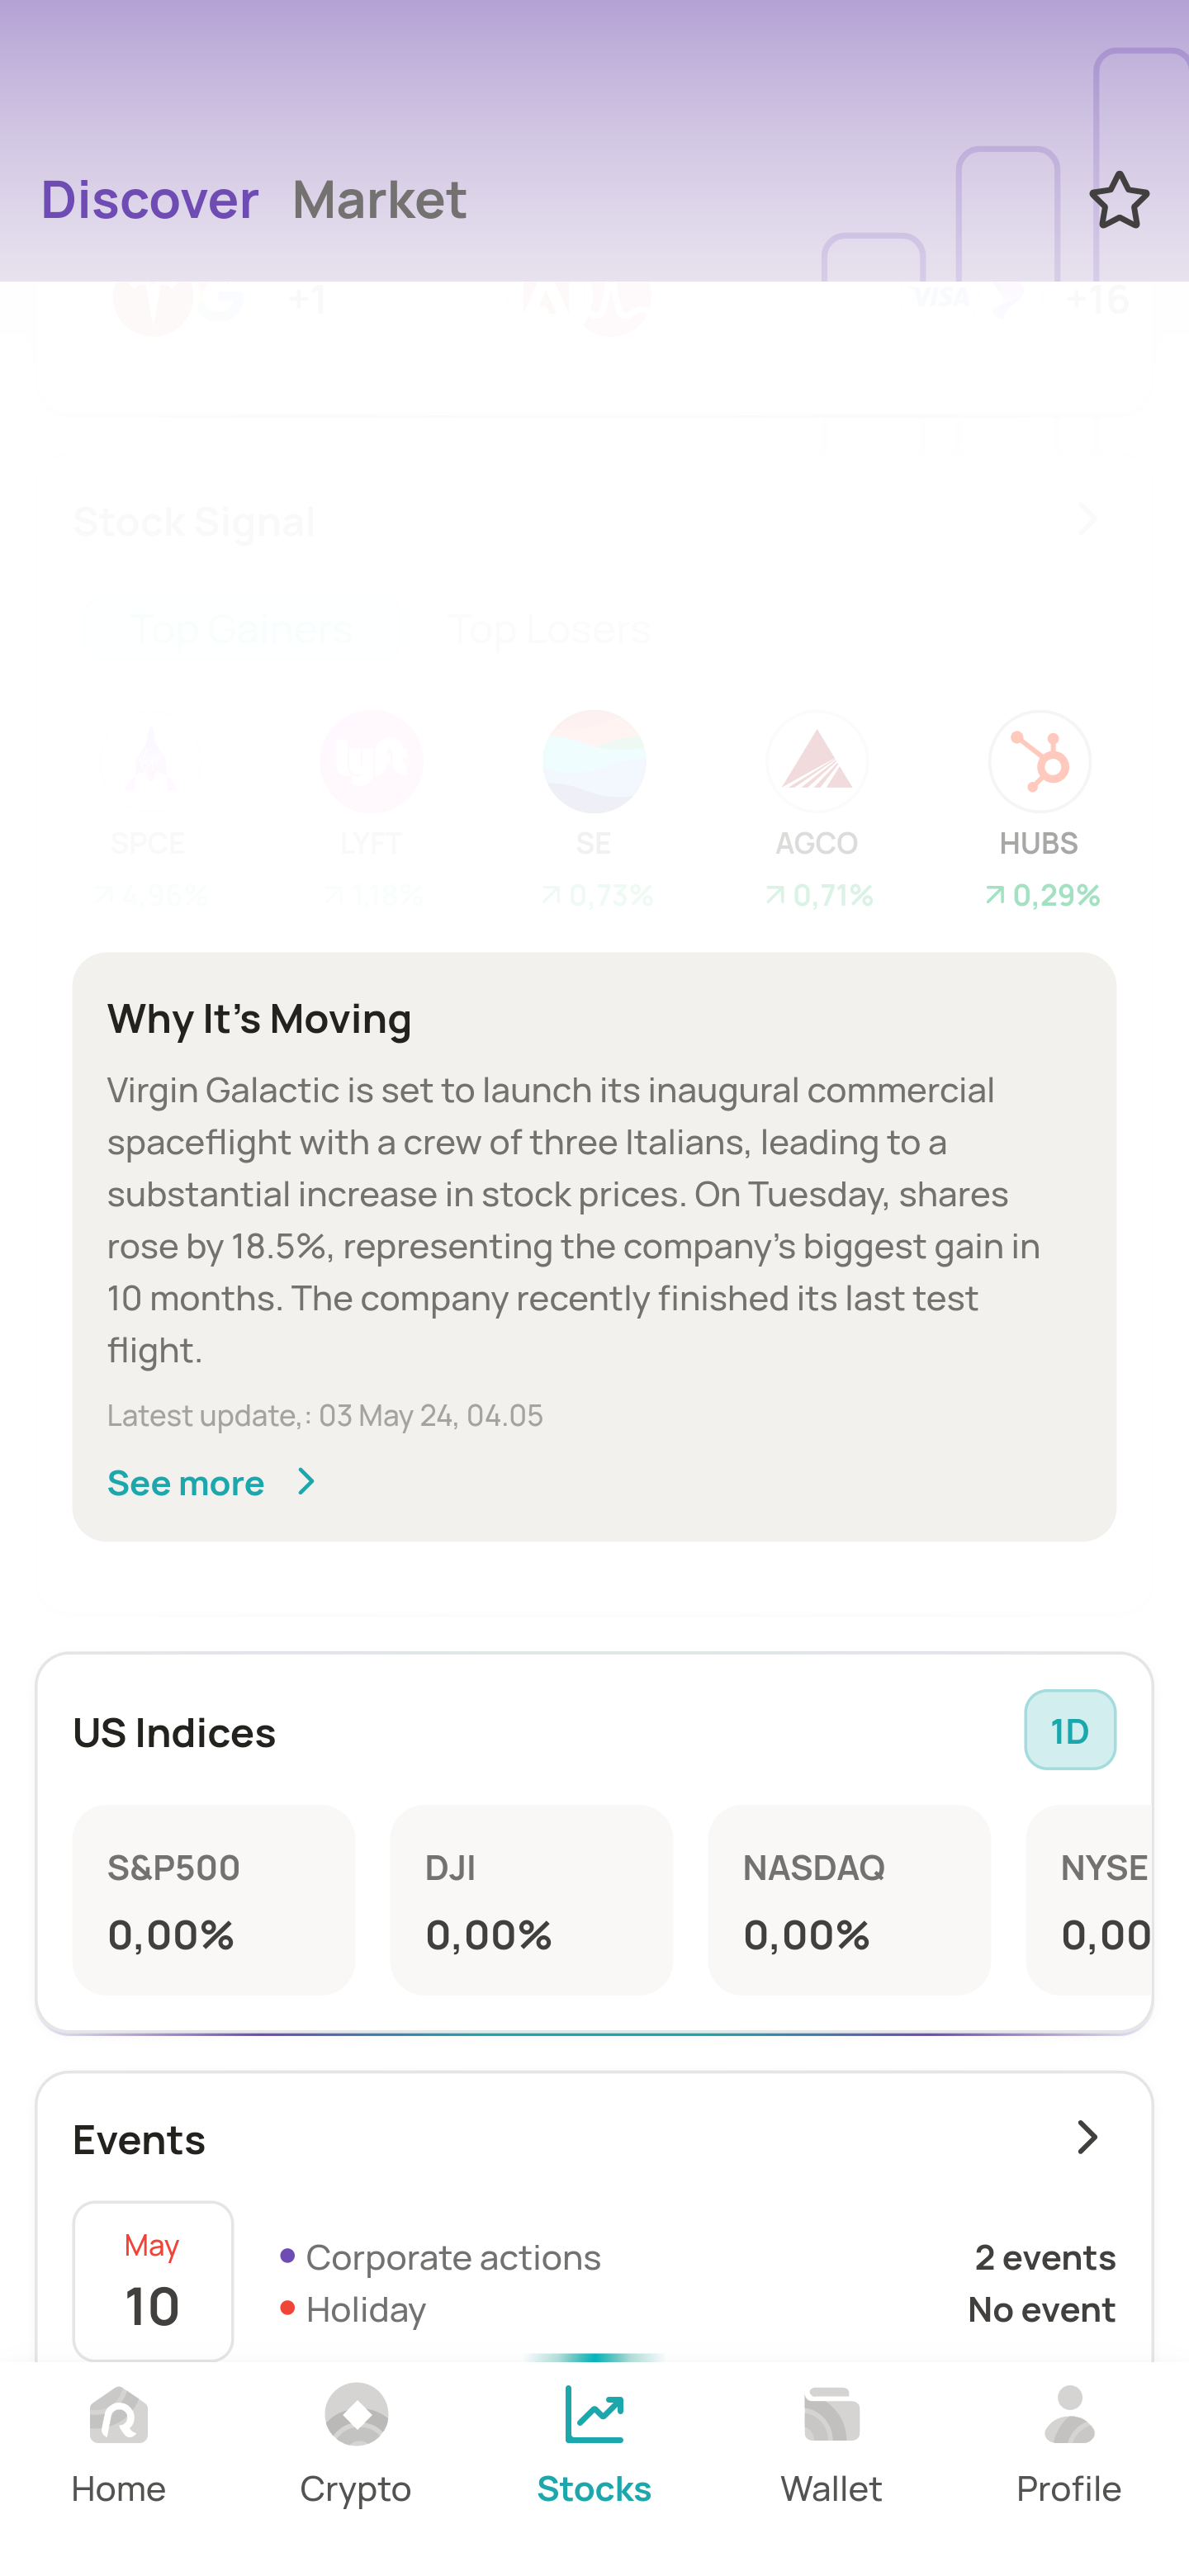 Discover Market
+1
VISA
+16
Stock Signal
Top Gainers Top Losers
lyft
SPCE LYFT SE AGCO HUBS
4,96% 1,18% 0,73% 0,71% 0,29%
Why It’s Moving
Virgin Galactic is set to launch its inaugural commercial
spaceflight with a crew of three Italians, leading to a
substantial increase in stock prices. On Tuesday, shares
rose by 18.5%, representing the company’s biggest gain in
10 months. The company recently finished its last test
flight.
Latest update,: 03 May 24, 04.05
See more
US Indices
1D
S&P500 DJI NASDAQ NYSE
0,00% 0,00% 0,00% 0,00
Events
May
10
Corporate actions 2 events
Holiday No event
Home Crypto Stocks Wallet Profile